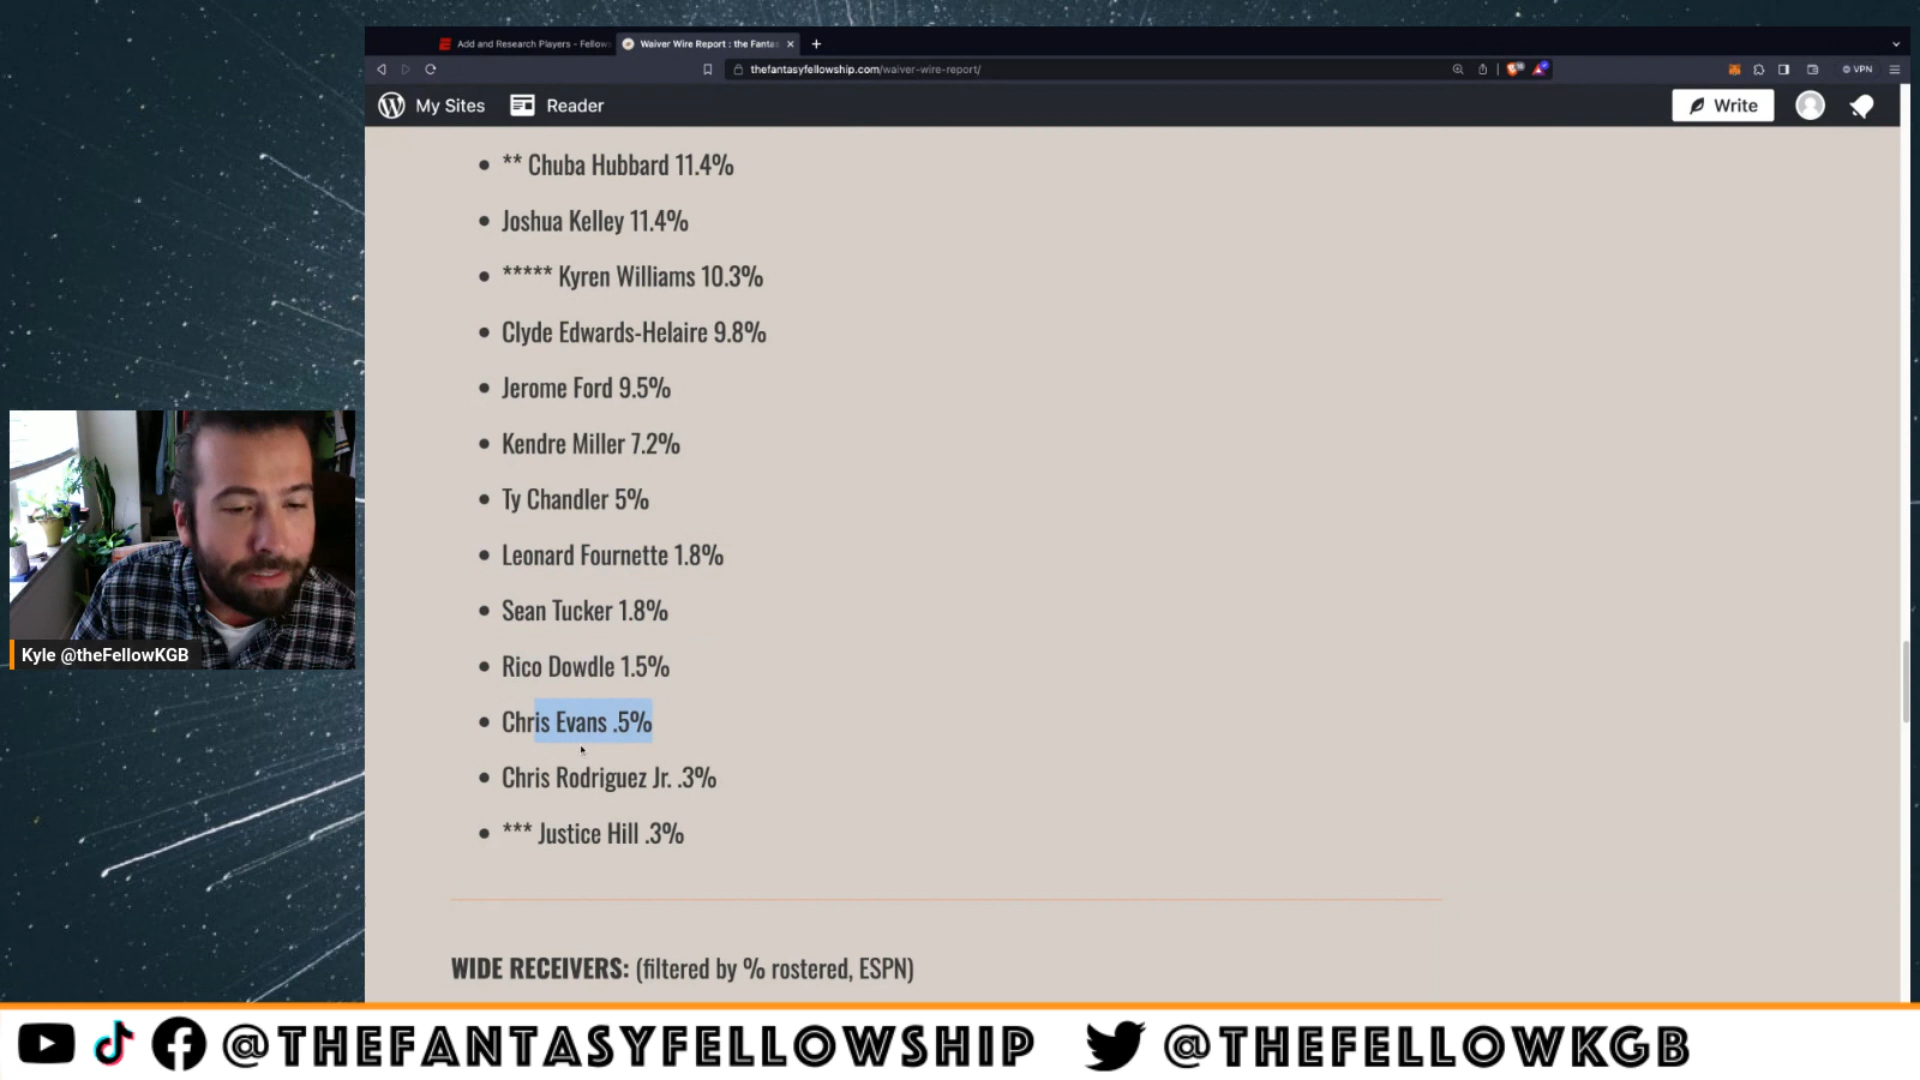 Add and Research Players - Fellow
Waiver Wire Report : the Fanta
thefantasyfellowship.com/waiver-wire-report/
VPN
My Sites
Reader
Write
** Chuba Hubbard 11.4%
Joshua Kelley 11.4%
***** Kyren Williams 10.3%
Clyde Edwards-Helaire 9.8%
Jerome Ford 9.5%
Kendre Miller 7.2%
Ty Chandler 5%
Leonard Fournette 1.8%
Sean Tucker 1.8%
Rico Dowdle 1.5%
Chris Evans .5%
Chris Rodriguez Jr. .3%
*** Justice Hill .3%
WIDE RECEIVERS: (filtered by % rostered, ESPN)
Kyle @theFellowKGB
@THEFANTASYFELLOWSHIP
@THEFELLOWKGB